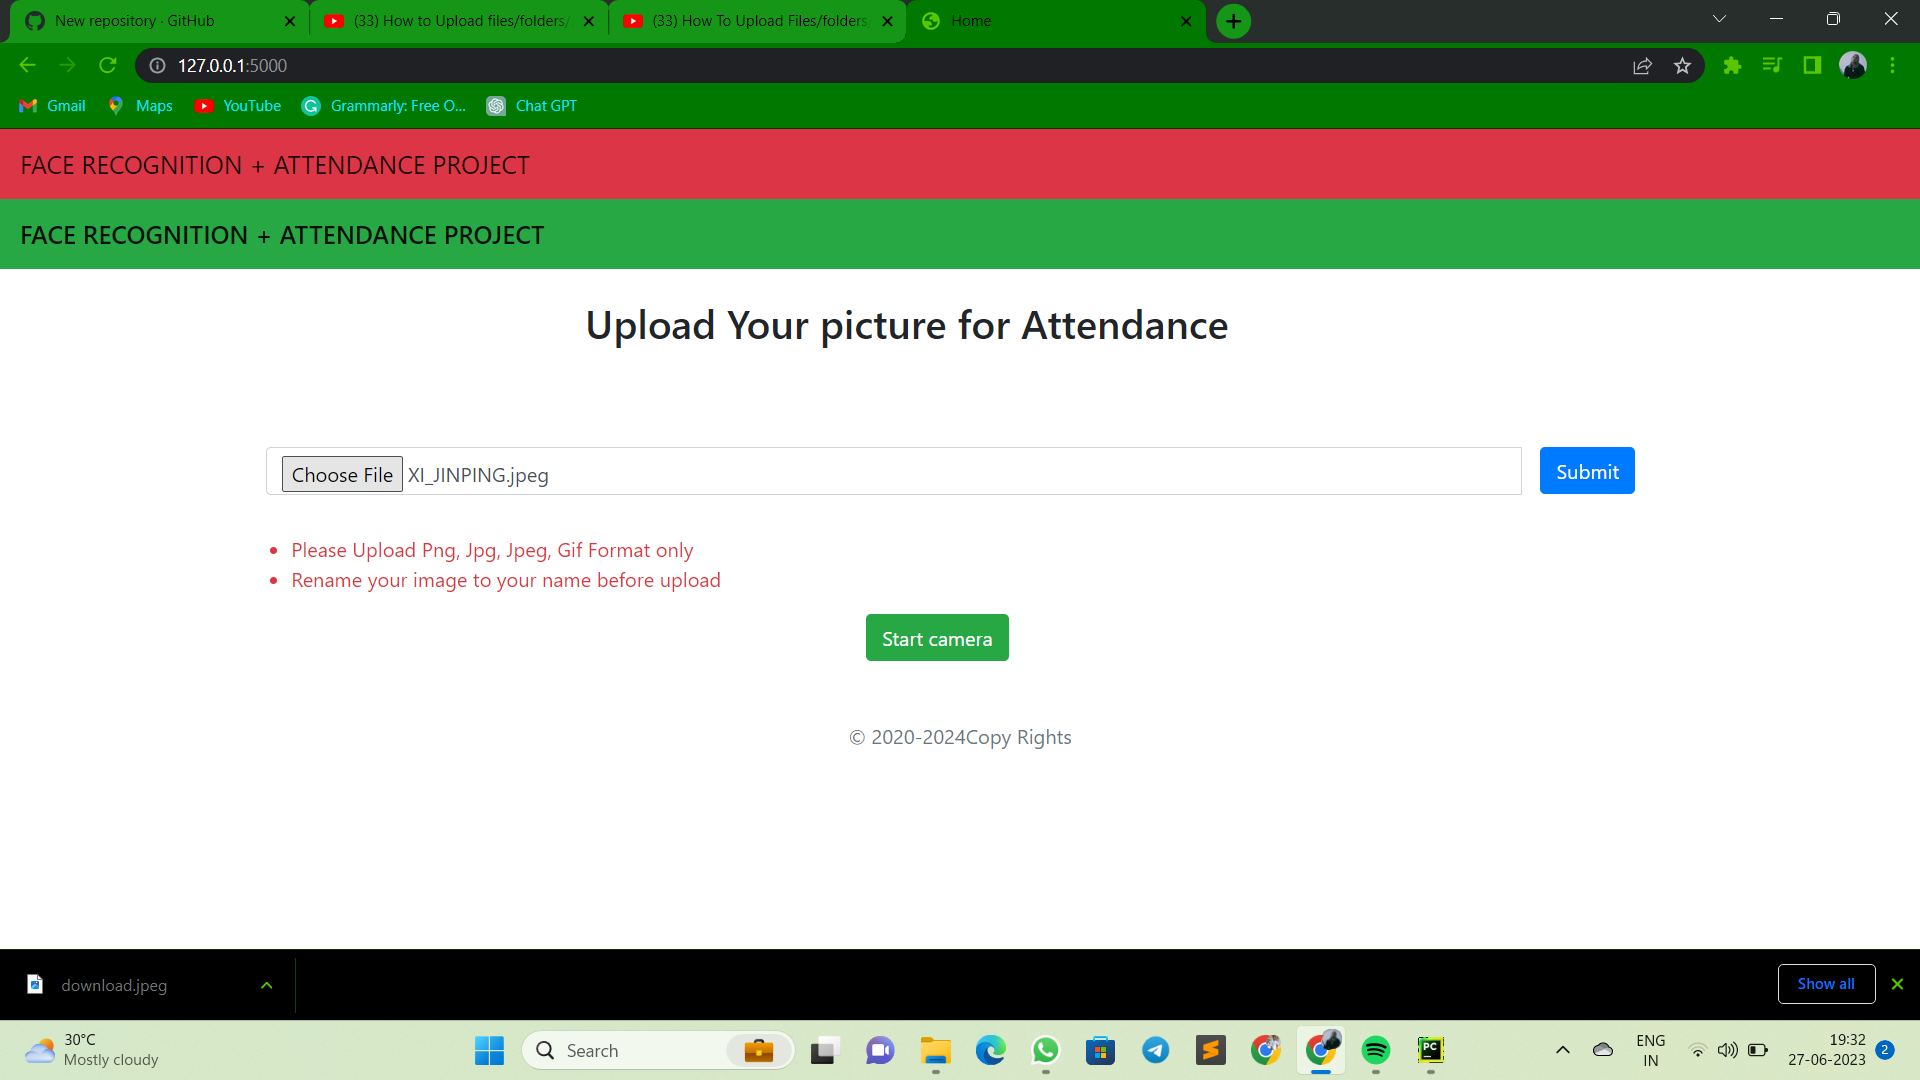 New repository · GitHub
(33) How to Upload files/folders/
(33) How To Upload Files/folders,
Home
127.0.0.1:5000
Gmail
Maps
YouTube
Grammarly: Free O...
Chat GPT
FACE RECOGNITION + ATTENDANCE PROJECT
FACE RECOGNITION + ATTENDANCE PROJECT
Upload Your picture for Attendance
Choose File XI_JINPING.jpeg
Submit
• Please Upload Png, Jpg, Jpeg, Gif Format only
• Rename your image to your name before upload
Start camera
© 2020-2024Copy Rights
download.jpeg
Show all
30°C
Mostly cloudy
Search
PC
ENG
IN
19:32
27-06-2023
2